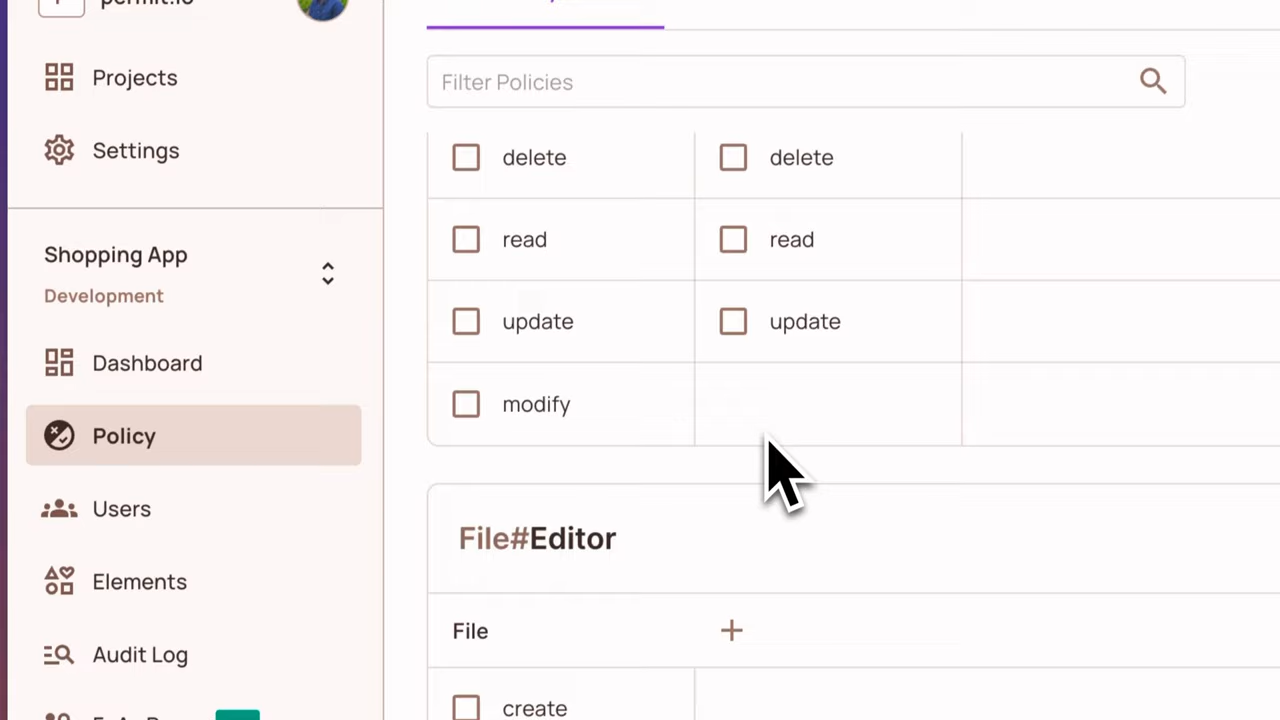 permit.io
Projects
Settings
Shopping App
Development
Dashboard
Policy
Users
Elements
Audit Log
Filter Policies
delete delete
read read
update update
modify
File#Editor
File +
create